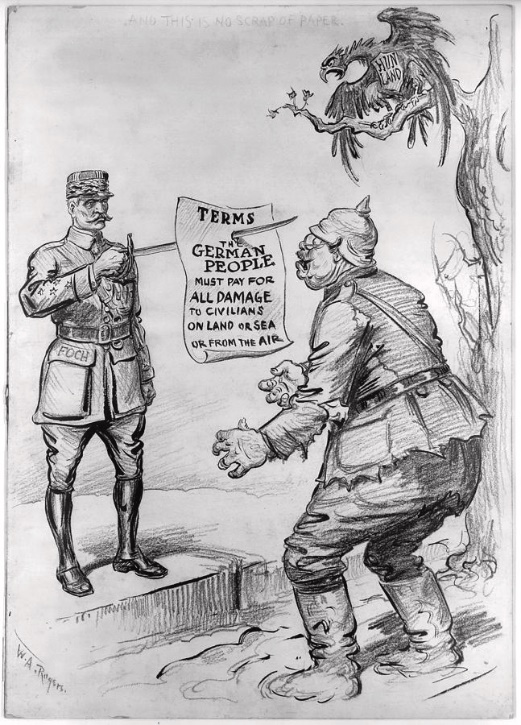 AND THIS IS NO SCRAP OF PAPER.
HUN
LAND
TERMS
THE
GERMAN
PEOPLE
MUST PAY FOR
ALL DAMAGE
TO CIVILIANS
ON LAND OR SEA
OR FROM THE AIR
FOCH
W. A. Rogers.